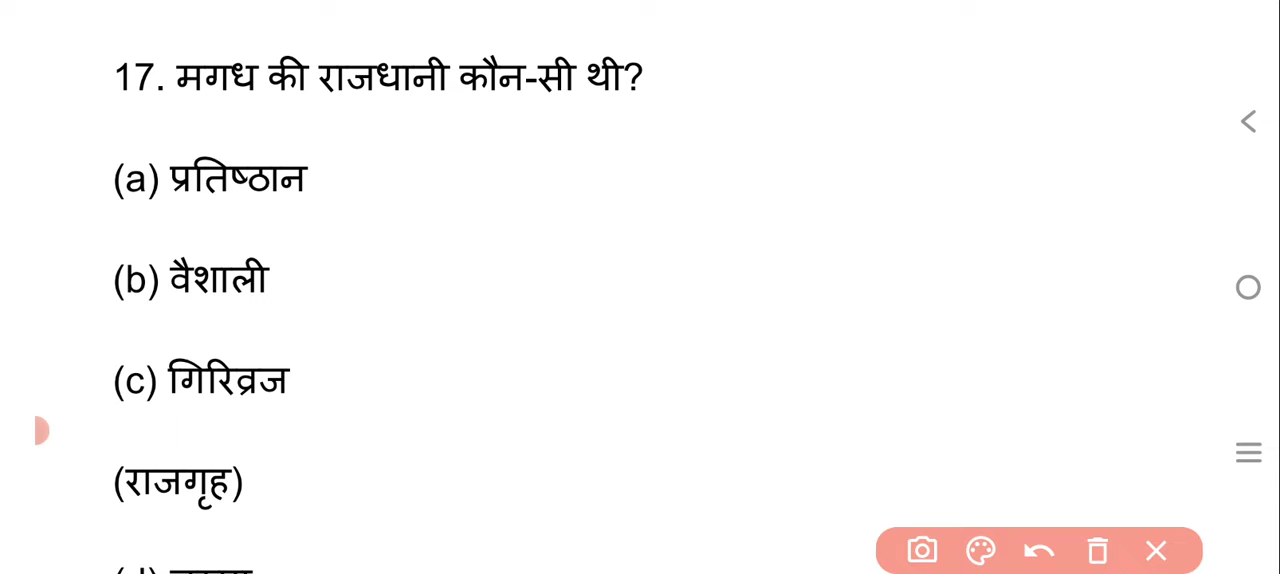 17. मगध की राजधानी कौन-सी थी?
(a) प्रतिष्ठान
(b) वैशाली
(c) गिरिव्रज
(राजगृह)